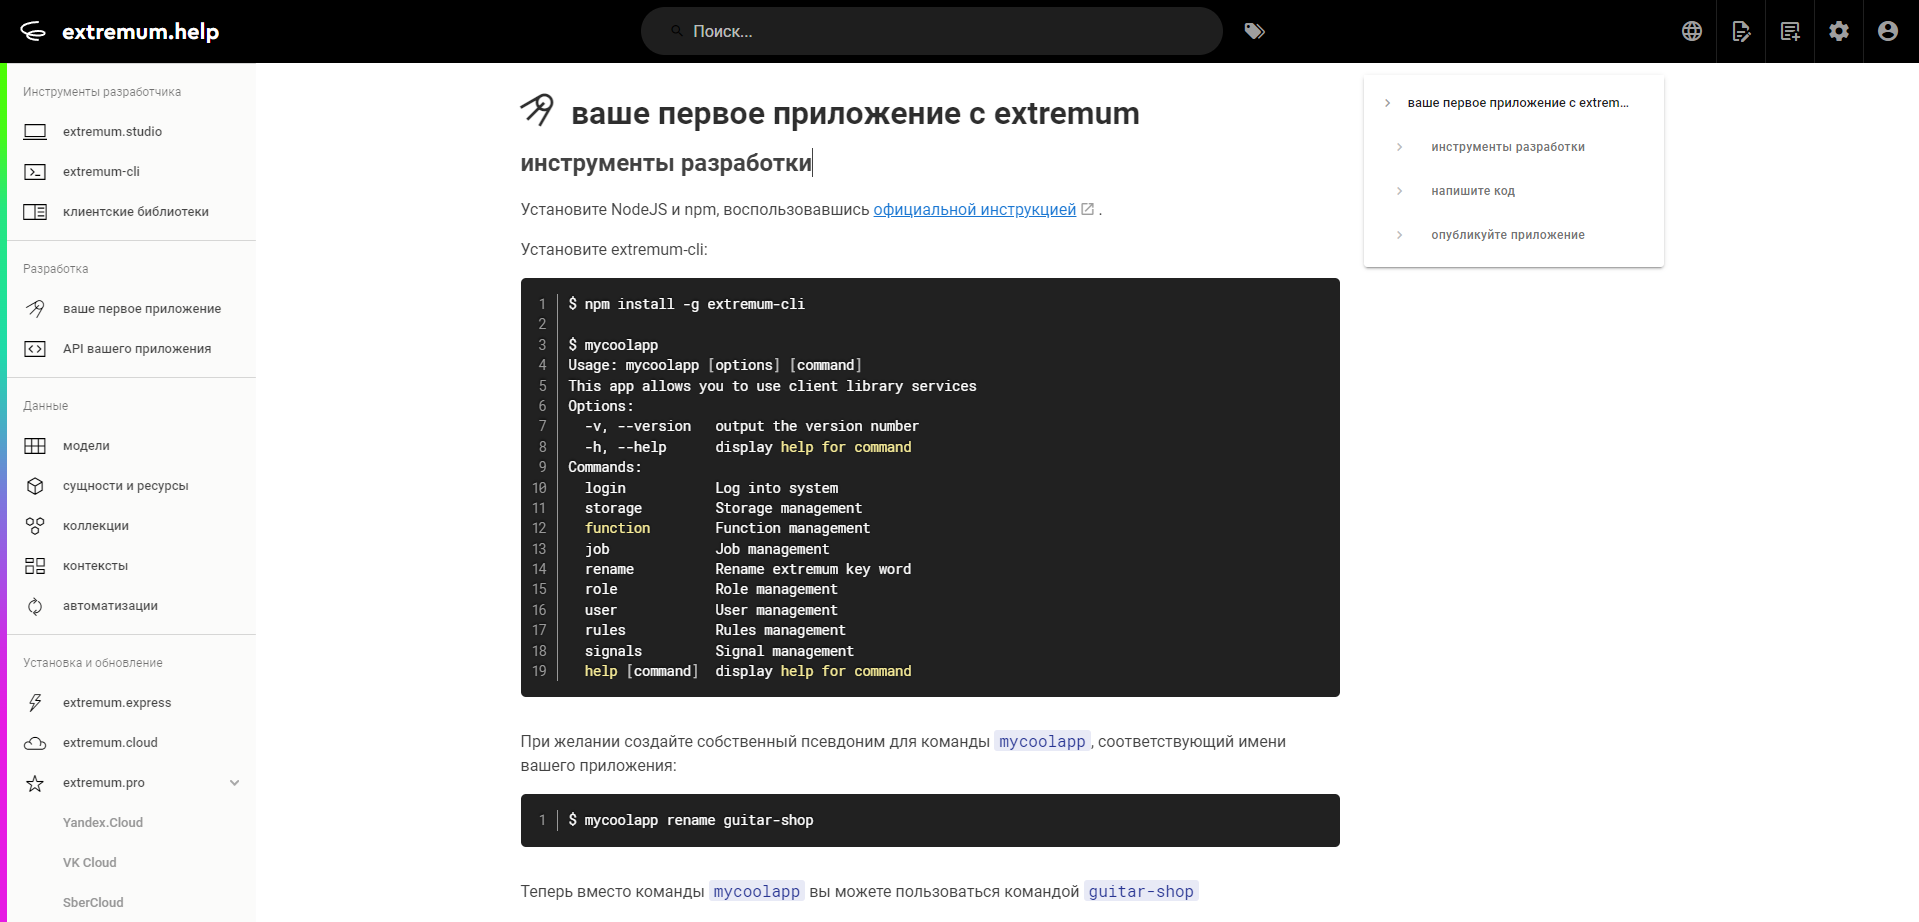 extremum.help
Поиск...
Инструменты разработчика
extremum.studio
extremum-cli
клиентские библиотеки
Разработка
ваше первое приложение
API вашего приложения
Данные
модели
сущности и ресурсы
коллекции
контексты
автоматизации
Установка и обновление
extremum.express
extremum.cloud
extremum.pro
Yandex.Cloud
VK Cloud
SberCloud
ваше первое приложение с extremum
инструменты разработки
Установите NodeJS и npm, воспользовавшись официальной инструкцией .
Установите extremum-cli:
1 $ npm install -g extremum-cli
2
3 $ mycoolapp
4 Usage: mycoolapp [options] [command]
5 This app allows you to use client library services
6 Options:
7 -v, --version output the version number
8 -h, --help display help for command
9 Commands:
10 login Log into system
11 storage Storage management
12 function Function management
13 job Job management
14 rename Rename extremum key word
15 role Role management
16 user User management
17 rules Rules management
18 signals Signal management
19 help [command] display help for command
При желании создайте собственный псевдоним для команды mycoolapp, соответствующий имени
вашего приложения:
1 $ mycoolapp rename guitar-shop
Теперь вместо команды mycoolapp вы можете пользоваться командой guitar-shop
ваше первое приложение с extrem...
инструменты разработки
напишите код
опубликуйте приложение